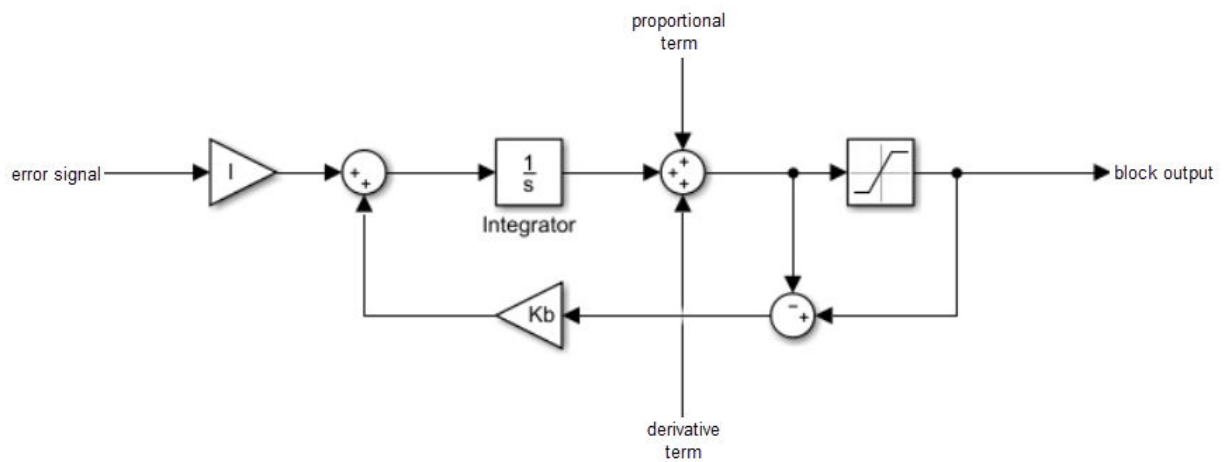 proportional
term
error signal
I
+
+
1
s
Integrator
+
+
+
block output
Kb
−
+
derivative
term